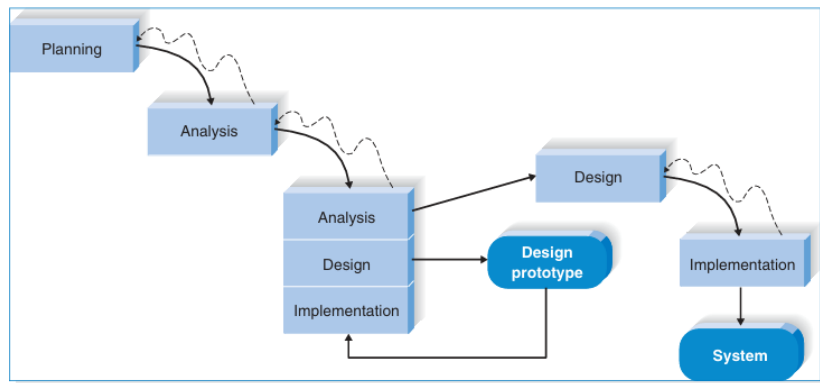 Planning
Analysis
Analysis
Design
Implementation
Design
prototype
Design
Implementation
System